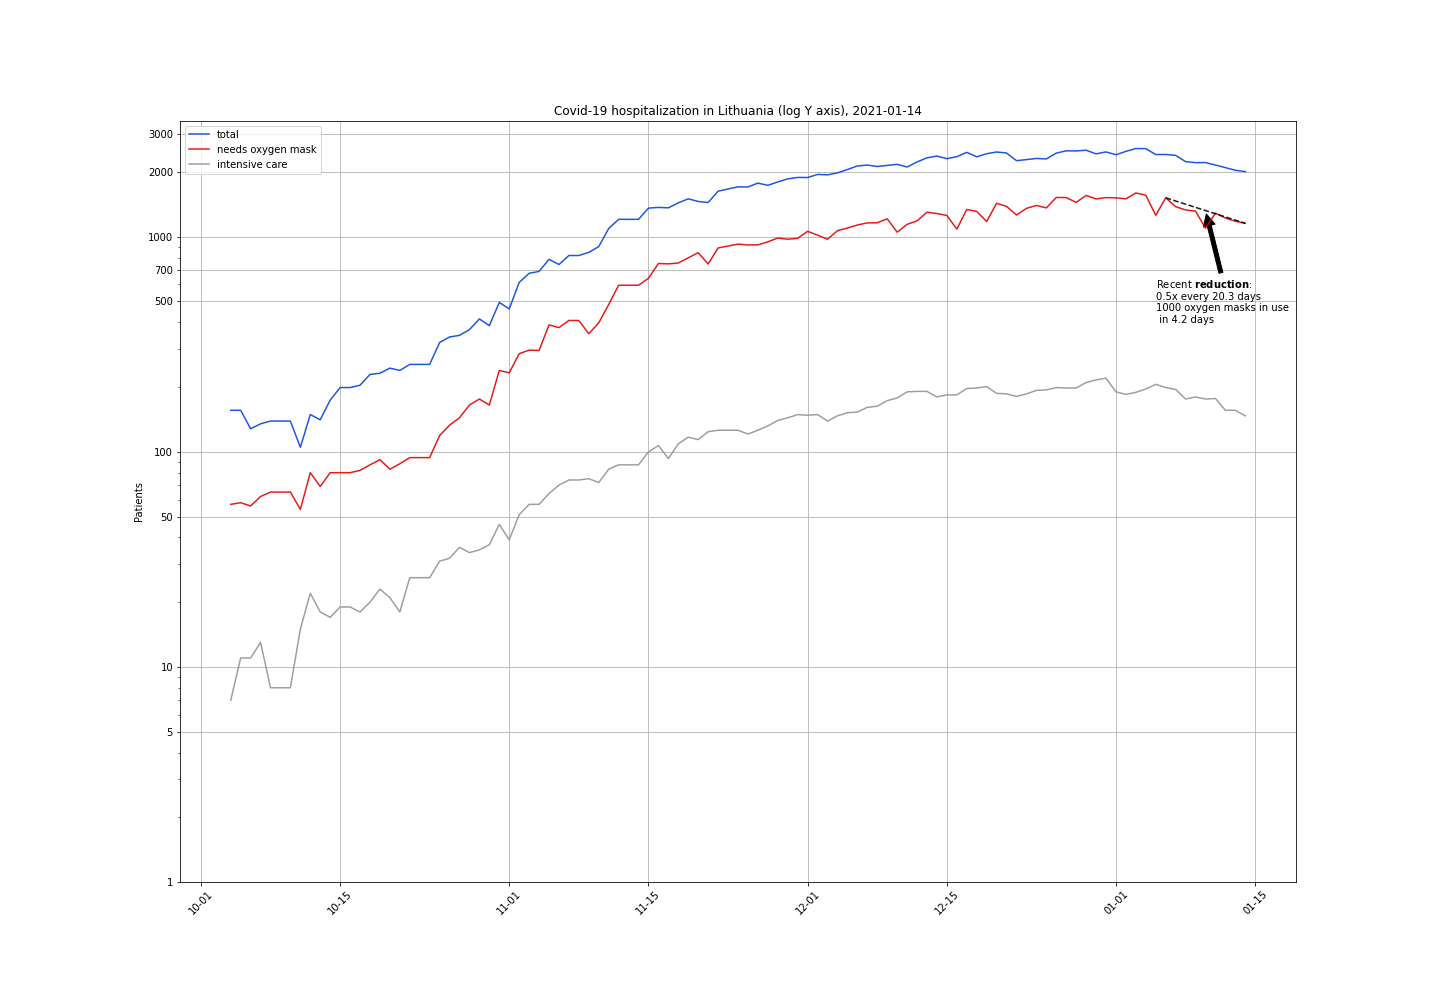 Covid-19 hospitalization in Lithuania (log Y axis), 2021-01-14
total
needs oxygen mask
intensive care
3000
2000
1000
700
500
100
50
10
5
1
Patients
Recent reduction:
0.5x every 20.3 days
1000 oxygen masks in use
in 4.2 days
10-01
10-15
11-01
11-15
12-01
12-15
01-01
01-15